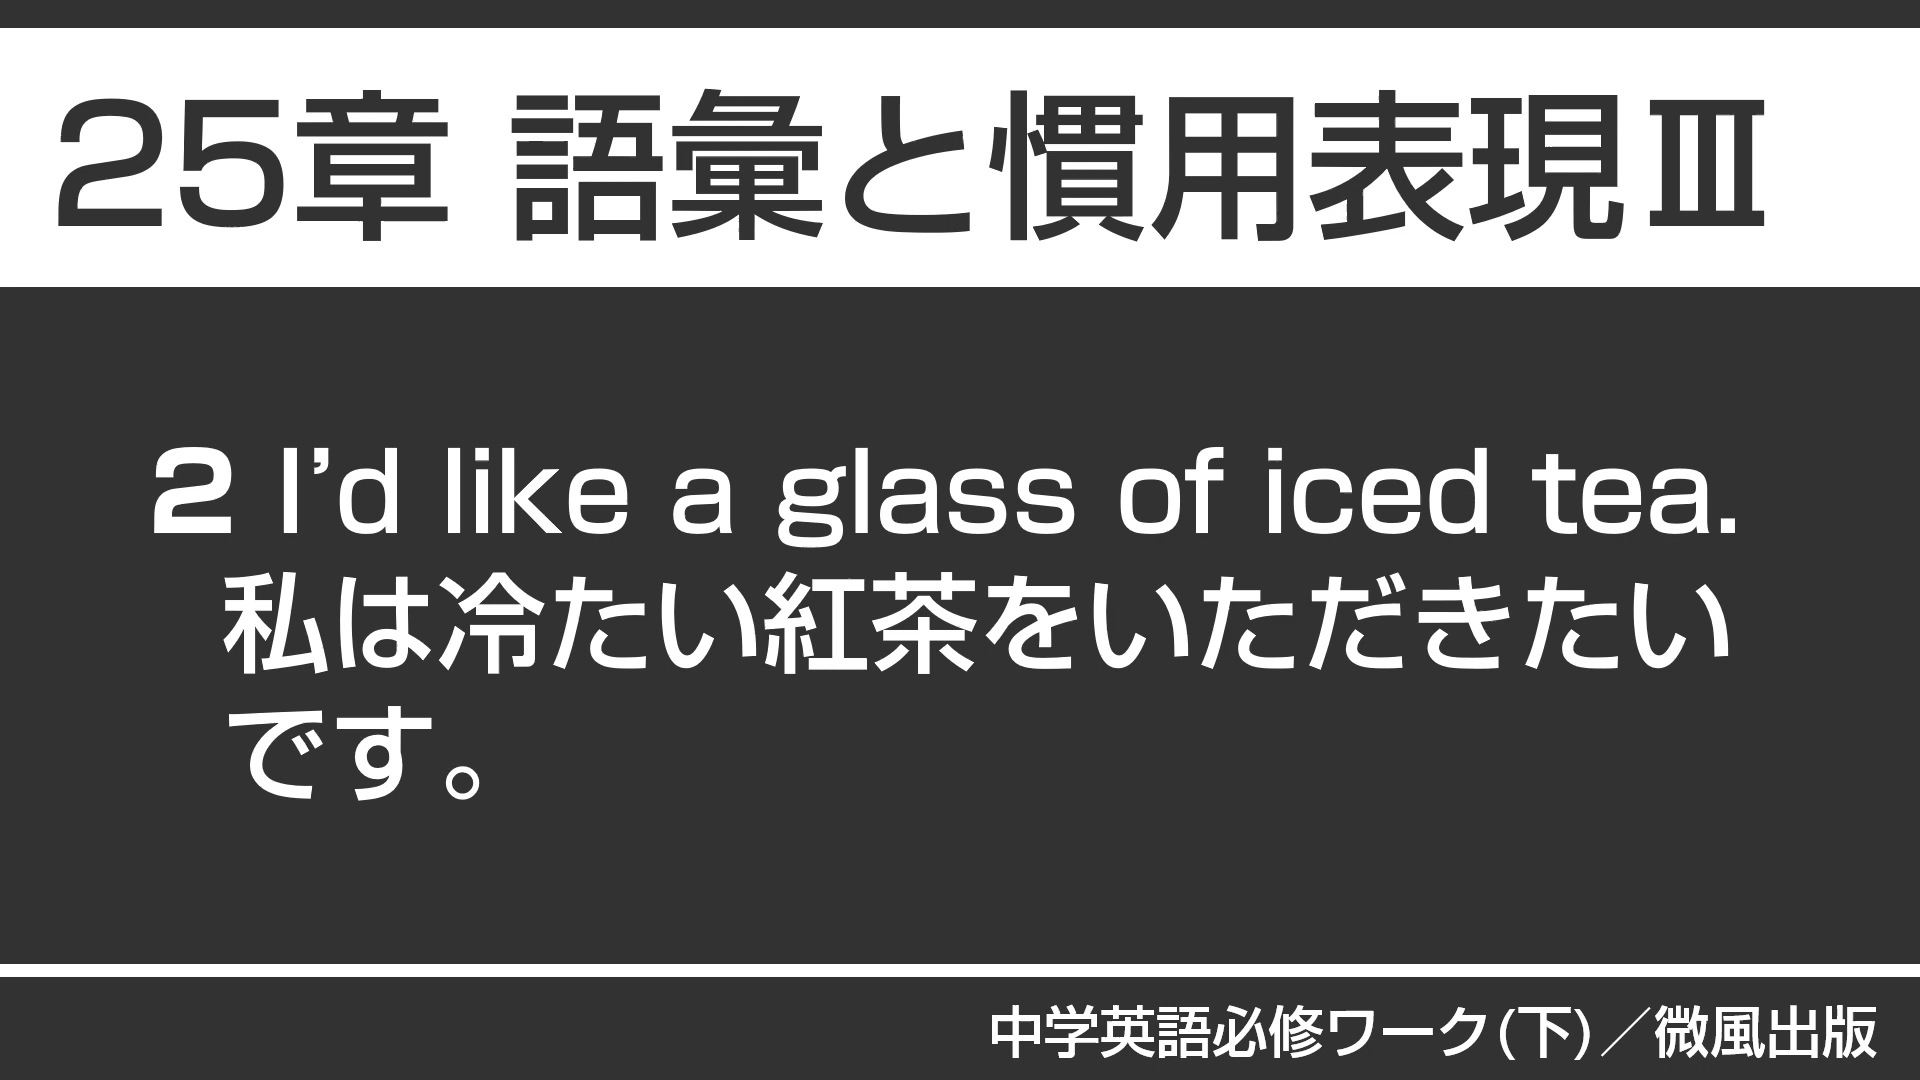 25章 語彙と慣用表現Ⅲ
2 I’d like a glass of iced tea.
私は冷たい紅茶をいただきたい
です。
中学英語必修ワーク(下)／微風出版